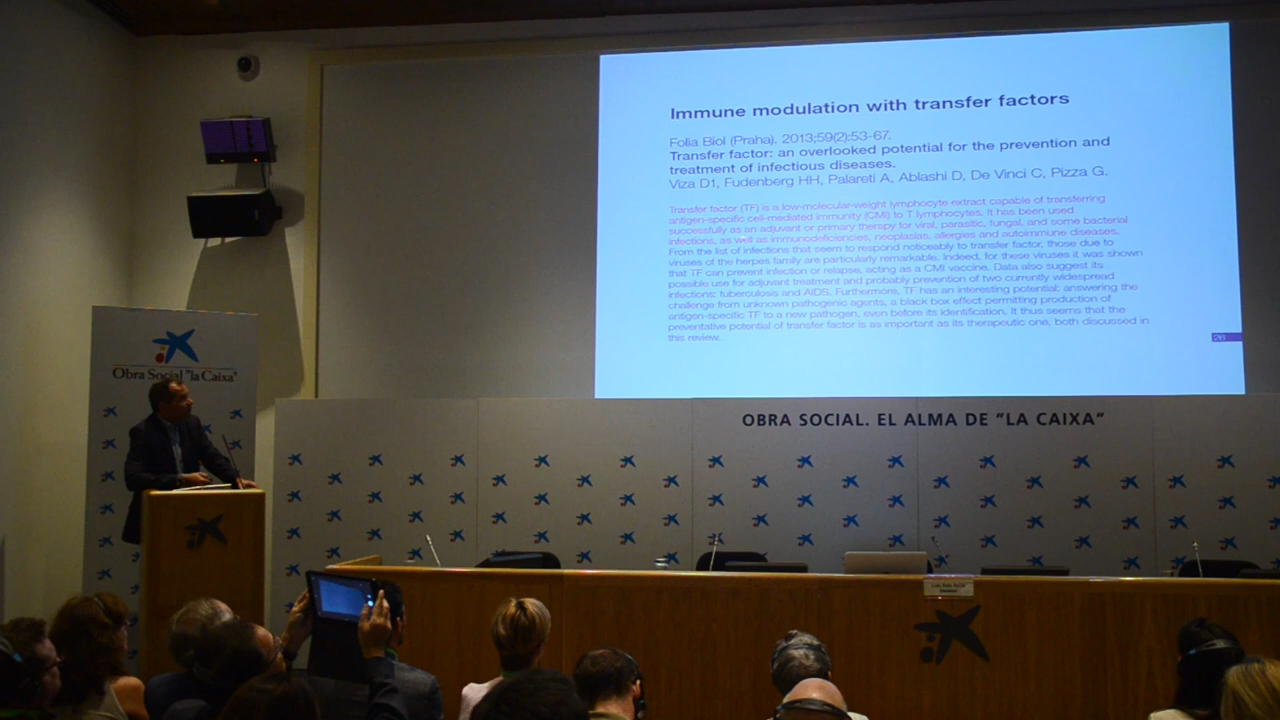 Immune modulation with transfer factors
Folia Biol (Praha). 2013;59(2):53-67.
Transfer factor: an overlooked potential for the prevention and
treatment of infectious diseases.
Viza D1, Fudenberg HH, Palareti A, Ablashi D, De Vinci C, Pizza G.
Transfer factor (TF) is a low-molecular-weight lymphocyte extract capable of transferring
antigen-specific cell-mediated immunity (CMI) to T lymphocytes. It has been used
successfully as an adjuvant or primary therapy for viral, parasitic, fungal, and some bacterial
infections, as well as immunodeficiencies, neoplasias, allergies and autoimmune diseases.
From the list of infections that seem to respond noticeably to transfer factor, those due to
viruses of the herpes family are particularly remarkable. Indeed, for these viruses it was shown
that TF can prevent infection or relapse, acting as a CMI vaccine. Data also suggest its
possible use for adjuvant treatment and probably prevention of two currently widespread
infections: tuberculosis and AIDS. Furthermore, TF has an interesting potential: answering the
challenge from unknown pathogenic agents, a black box effect permitting production of
antigen-specific TF to a new pathogen, even before its identification. It thus seems that the
preventative potential of transfer factor is as important as its therapeutic one, both discussed in
this review.
26
Obra Social "la Caixa"
OBRA SOCIAL. EL ALMA DE "LA CAIXA"